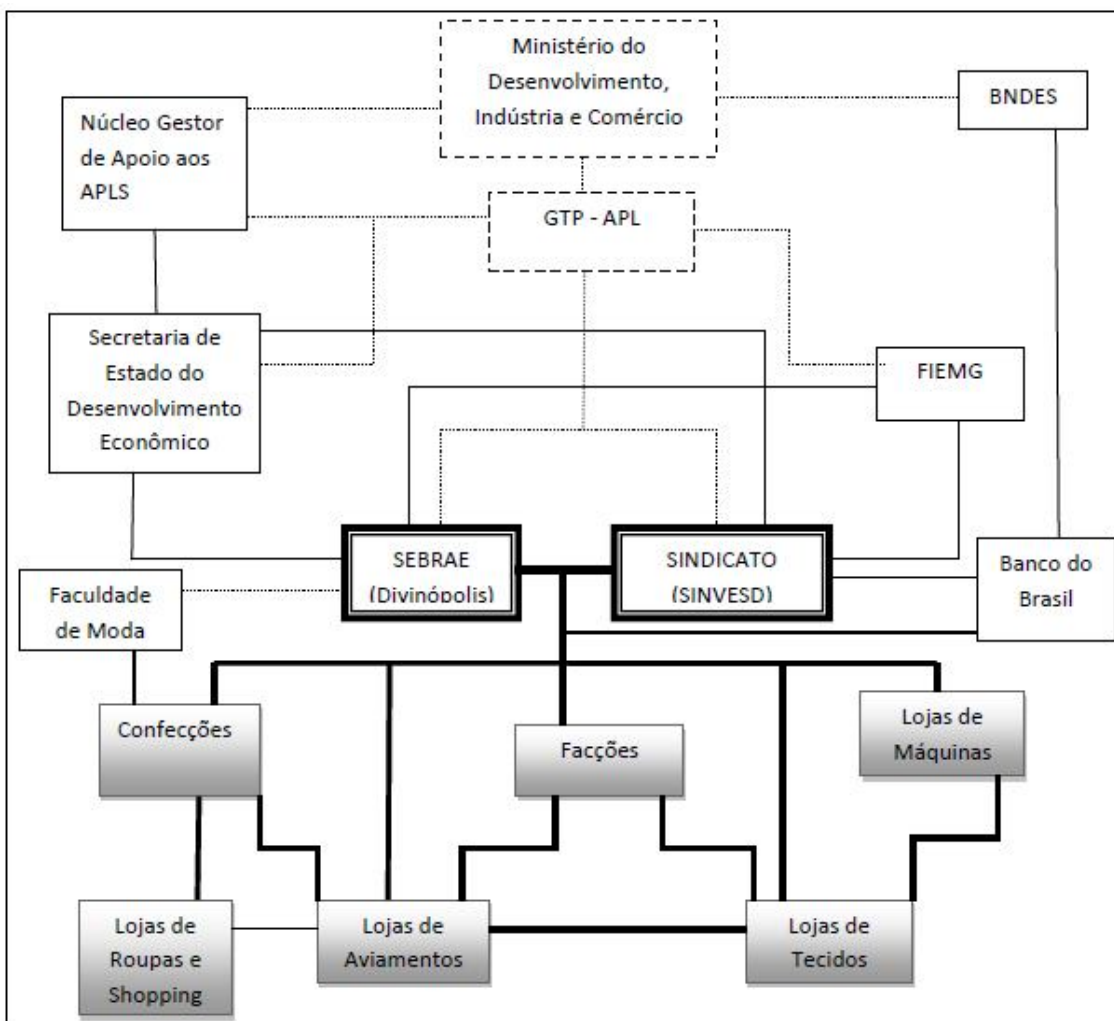 Ministério do
Desenvolvimento,
Indústria e Comércio
BNDES
Núcleo Gestor
de Apoio aos
APLS
GTP - APL
Secretaria de
Estado do
Desenvolvimento
Econômico
FIEMG
SEBRAE
(Divinópolis)
SINDICATO
(SINVESD)
Banco do
Brasil
Faculdade
de Moda
Confecções
Facções
Lojas de
Máquinas
Lojas de
Roupas e
Shopping
Lojas de
Aviamentos
Lojas de
Tecidos